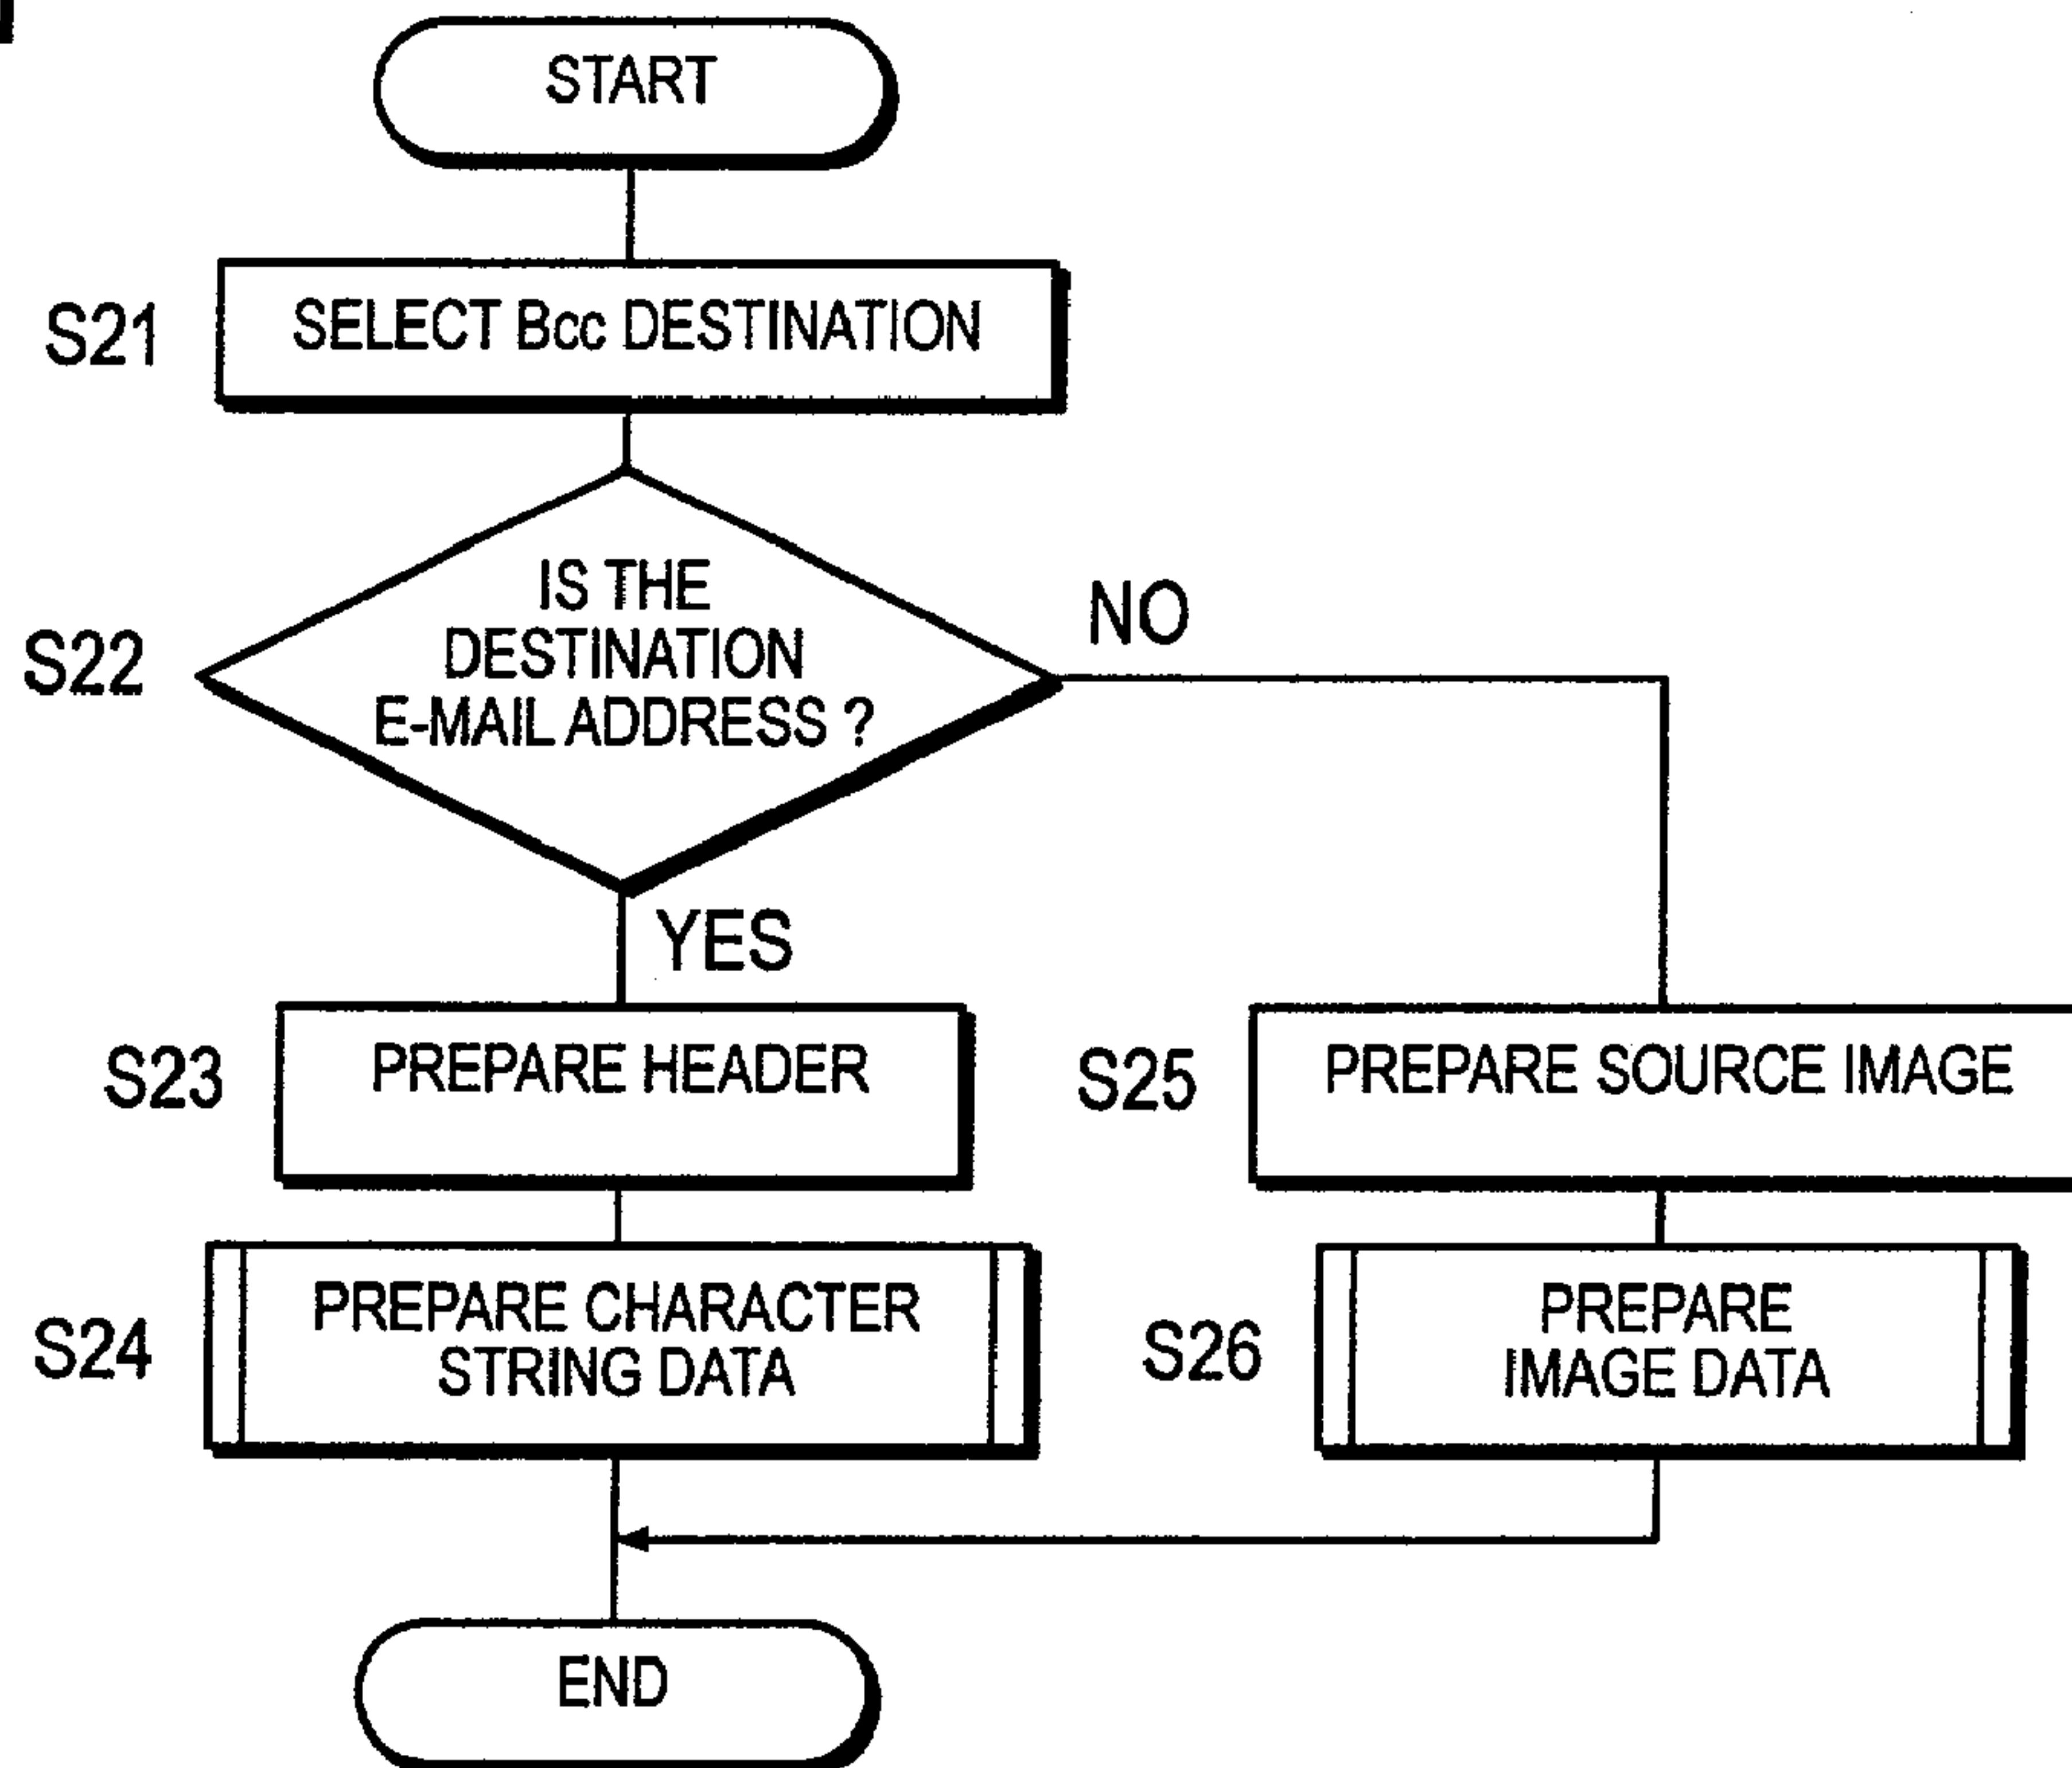 START
S21
SELECT Bcc DESTINATION
S22
IS THE
DESTINATION
E-MAIL ADDRESS ?
NO
YES
S23
PREPARE HEADER
S25
PREPARE SOURCE IMAGE
S24
PREPARE CHARACTER
STRING DATA
S26
PREPARE
IMAGE DATA
END